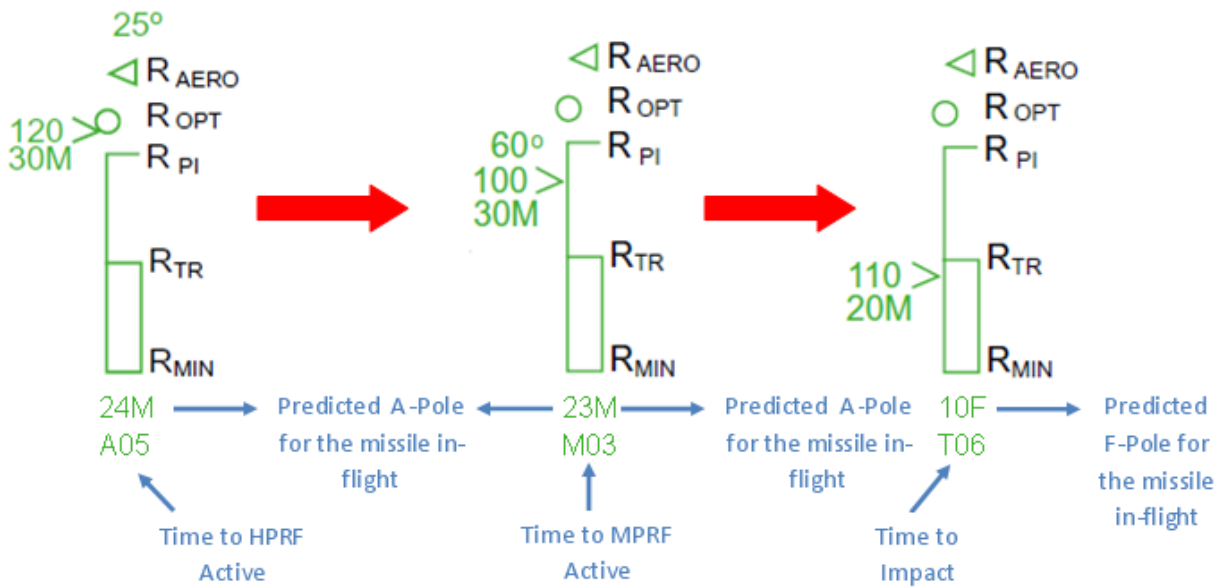 25°
R AERO
R OPT
120
30M
R PI
R TR
R MIN
24M
A05
Predicted A-Pole
for the missile in-
flight
Time to HPRF
Active
R AERO
R OPT
60°
R PI
100
30M
R TR
R MIN
23M
M03
Predicted A-Pole
for the missile in-
flight
Time to MPRF
Active
R AERO
R OPT
R PI
R TR
110
20M
R MIN
10F
T06
Predicted
F-Pole for
the missile
in-flight
Time to
Impact